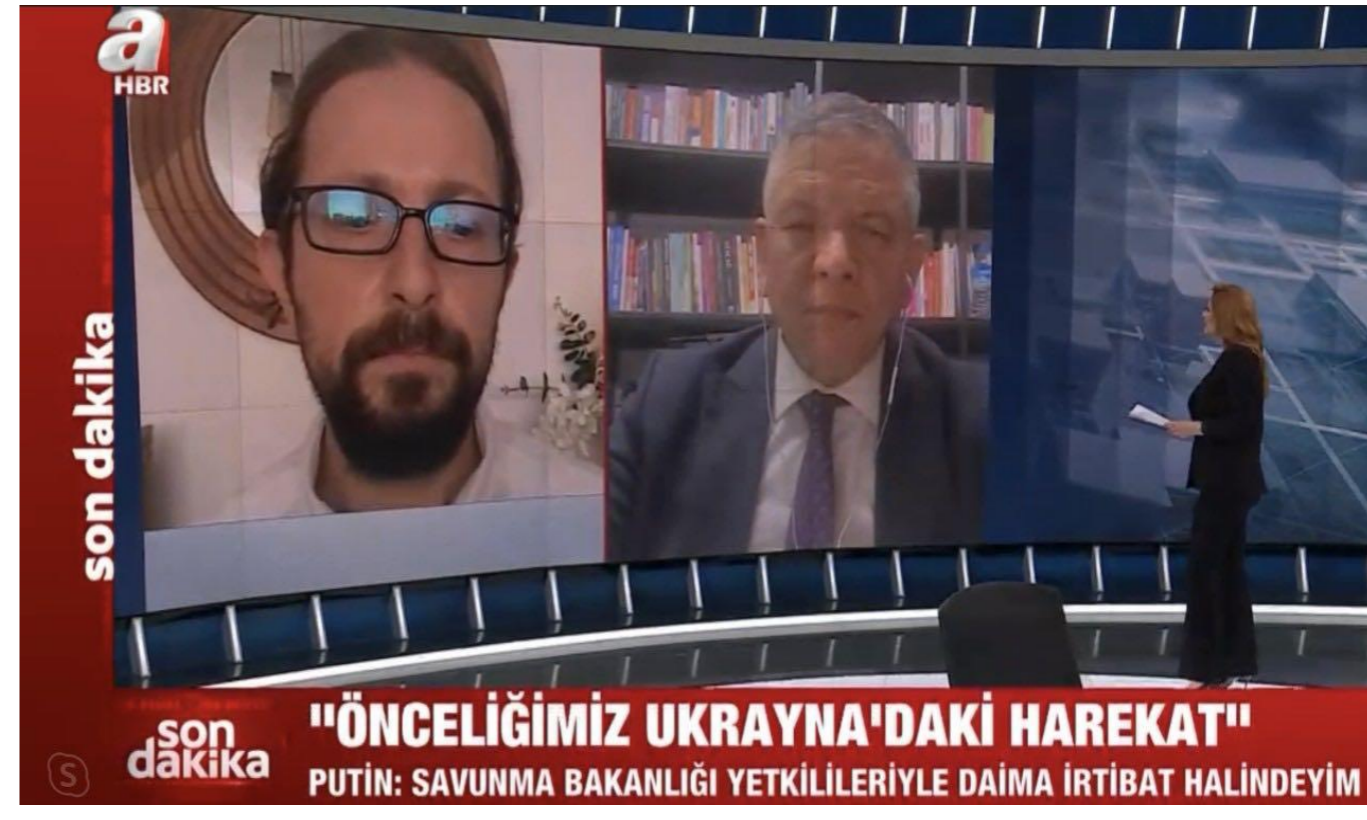 a
HBR
son dakika
son
dakika
"ÖNCELİĞİMİZ UKRAYNA'DAKİ HAREKAT"
PUTİN: SAVUNMA BAKANLIĞI YETKİLİLERİYLE DAİMA İRTİBAT HALİNDEYİM
S